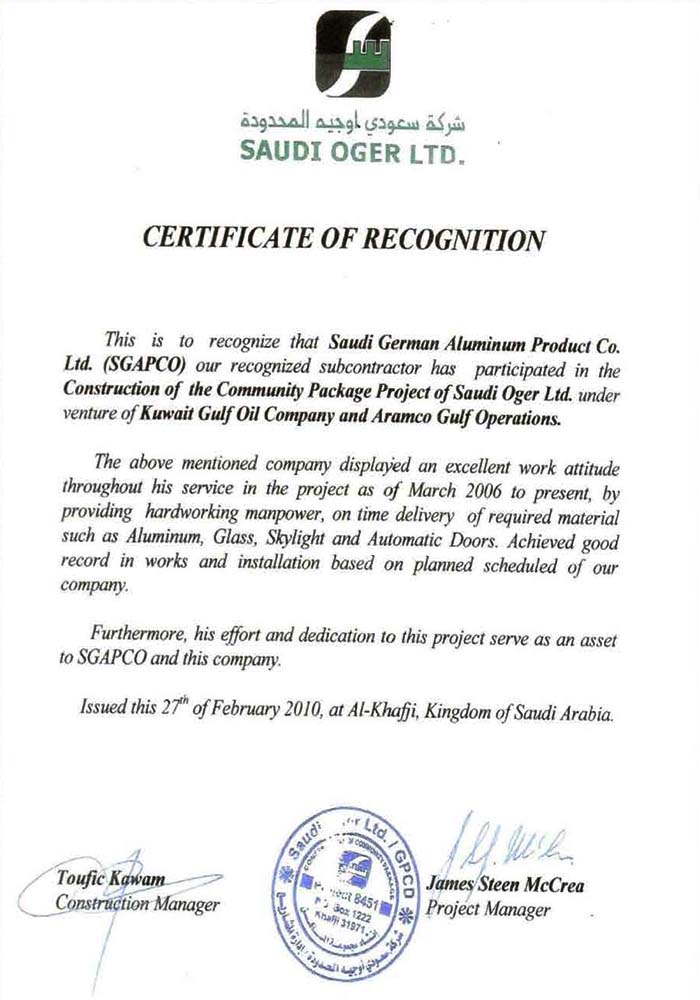 شركة سعودي اوجيه المحدودة
SAUDI OGER LTD.
CERTIFICATE OF RECOGNITION
This is to recognize that Saudi German Aluminum Product Co.
Ltd. (SGAPCO) our recognized subcontractor has participated in the
Construction of the Community Package Project of Saudi Oger Ltd. under
venture of Kuwait Gulf Oil Company and Aramco Gulf Operations.
The above mentioned company displayed an excellent work attitude
throughout his service in the project as of March 2006 to present, by
providing hardworking manpower, on time delivery of required material
such as Aluminum, Glass, Skylight and Automatic Doors. Achieved good
record in works and installation based on planned scheduled of our
company.
Furthermore, his effort and dedication to this project serve as an asset
to SGAPCO and this company.
Issued this 27th of February 2010, at Al-Khafji, Kingdom of Saudi Arabia.
Toufic Kawam
Construction Manager
Saudi Ltd. / GPCD
8451
Box 1222
Khafji 31971
James Steen McCrea
Project Manager